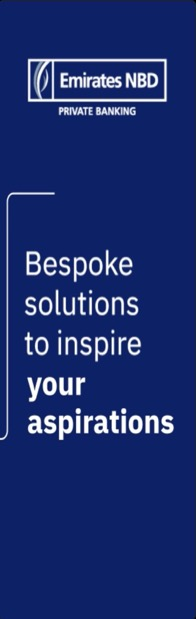 Emirates NBD
PRIVATE BANKING
Bespoke
solutions
to inspire
your
aspirations